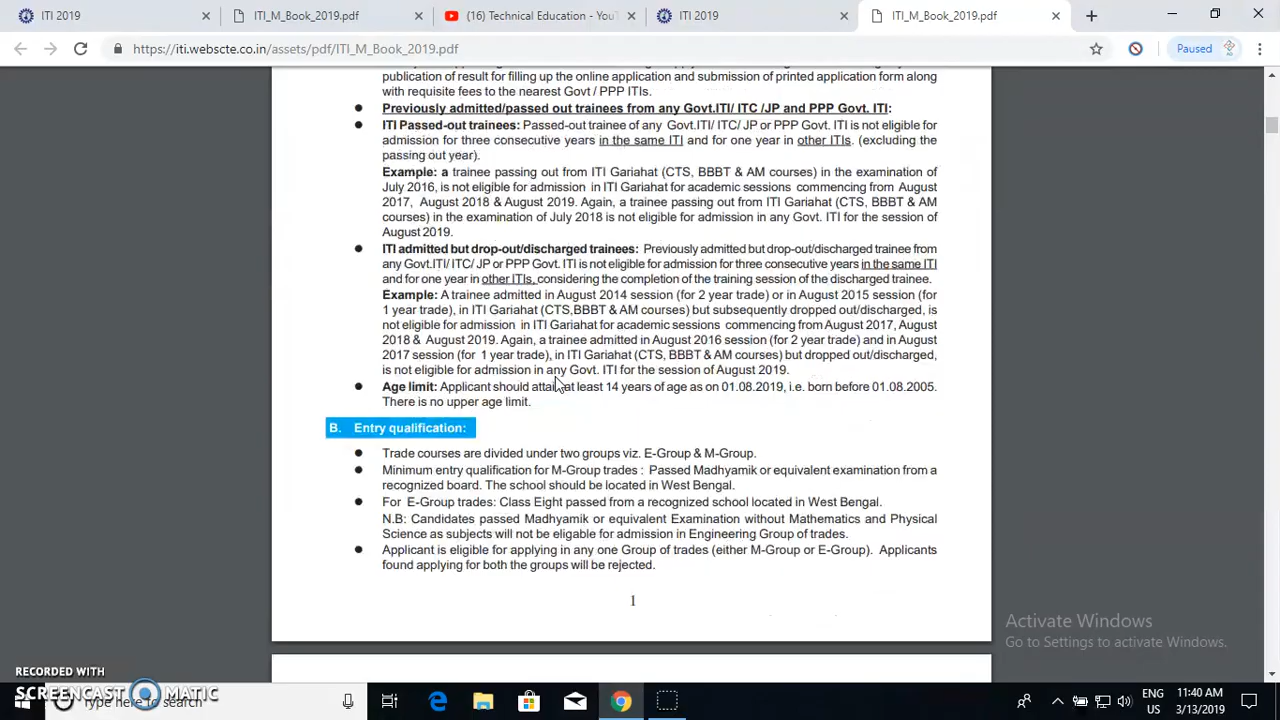 ITI 2019
ITI_M_Book_2019.pdf
(16) Technical Education - YouT
ITI 2019
ITI_M_Book_2019.pdf
https://iti.webscte.co.in/assets/pdf/ITI_M_Book_2019.pdf
Paused
publication of result for filling up the online application and submission of printed application form along
with requisite fees to the nearest Govt / PPP ITIs.
● Previously admitted/passed out trainees from any Govt.ITI/ ITC /JP and PPP Govt. ITI:
● ITI Passed-out trainees: Passed-out trainee of any Govt.ITI/ ITC/ JP or PPP Govt. ITI is not eligible for
admission for three consecutive years in the same ITI and for one year in other ITIs. (excluding the
passing out year).
Example: a trainee passing out from ITI Gariahat (CTS, BBBT & AM courses) in the examination of
July 2016, is not eligible for admission in ITI Gariahat for academic sessions commencing from August
2017, August 2018 & August 2019. Again, a trainee passing out from ITI Gariahat (CTS, BBBT & AM
courses) in the examination of July 2018 is not eligible for admission in any Govt. ITI for the session of
August 2019.
● ITI admitted but drop-out/discharged trainees: Previously admitted but drop-out/discharged trainee from
any Govt.ITI/ ITC/ JP or PPP Govt. ITI is not eligible for admission for three consecutive years in the same ITI
and for one year in other ITIs, considering the completion of the training session of the discharged trainee.
Example: A trainee admitted in August 2014 session (for 2 year trade) or in August 2015 session (for
1 year trade), in ITI Gariahat (CTS,BBBT & AM courses) but subsequently dropped out/discharged, is
not eligible for admission in ITI Gariahat for academic sessions commencing from August 2017, August
2018 & August 2019. Again, a trainee admitted in August 2016 session (for 2 year trade) and in August
2017 session (for 1 year trade), in ITI Gariahat (CTS, BBBT & AM courses) but dropped out/discharged,
is not eligible for admission in any Govt. ITI for the session of August 2019.
● Age limit: Applicant should attain at least 14 years of age as on 01.08.2019, i.e. born before 01.08.2005.
There is no upper age limit.
B. Entry qualification:
● Trade courses are divided under two groups viz. E-Group & M-Group.
● Minimum entry qualification for M-Group trades : Passed Madhyamik or equivalent examination from a
recognized board. The school should be located in West Bengal.
● For E-Group trades: Class Eight passed from a recognized school located in West Bengal.
N.B: Candidates passed Madhyamik or equivalent Examination without Mathematics and Physical
Science as subjects will not be eligable for admission in Engineering Group of trades.
● Applicant is eligible for applying in any one Group of trades (either M-Group or E-Group). Applicants
found applying for both the groups will be rejected.
1
Activate Windows
Go to Settings to activate Windows.
RECORDED WITH
SCREENCAST MATIC
Type here to search
ENG
US
11:40 AM
3/13/2019